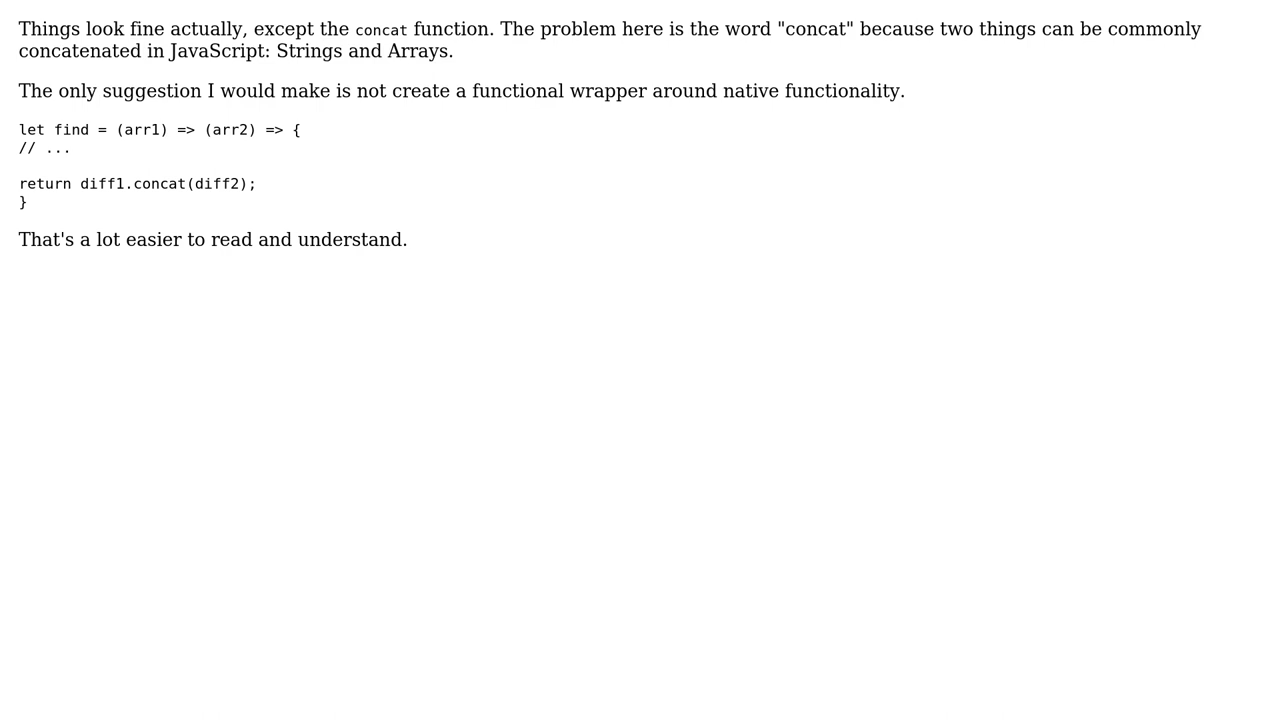 Things look fine actually, except the concat function. The problem here is the word "concat" because two things can be commonly
concatenated in JavaScript: Strings and Arrays.
The only suggestion I would make is not create a functional wrapper around native functionality.
let find = (arr1) => (arr2) => {
// ...
return diff1.concat(diff2);
}
That's a lot easier to read and understand.